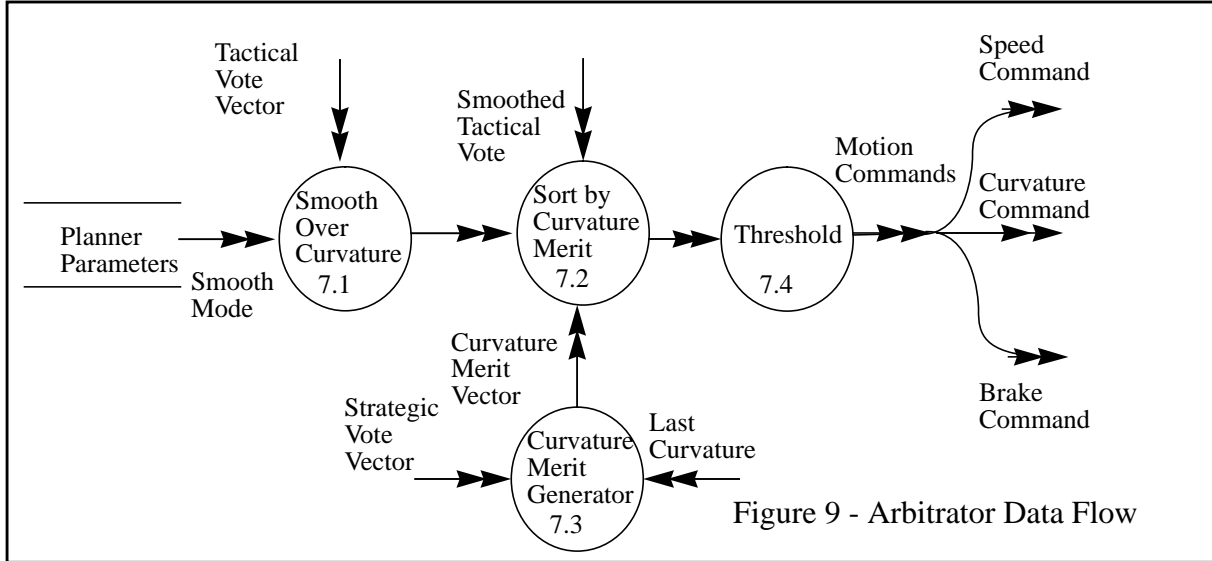 Tactical
Vote
Vector
Smoothed
Tactical
Vote
Speed
Command
Motion
Commands
Curvature
Command
Planner
Parameters
Smooth
Mode
Smooth
Over
Curvature
7.1
Sort by
Curvature
Merit
7.2
Threshold
7.4
Curvature
Merit
Vector
Brake
Command
Strategic
Vote
Vector
Curvature
Merit
Generator
7.3
Last
Curvature
Figure 9 - Arbitrator Data Flow